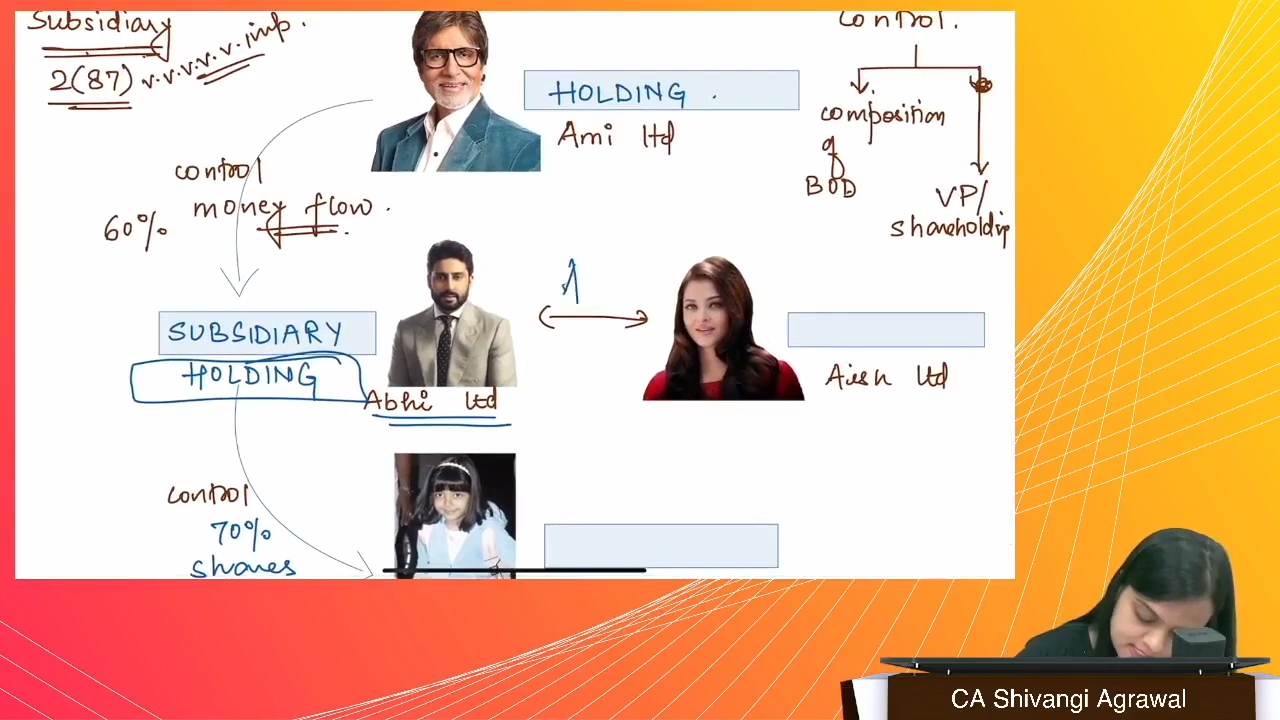 Subsidiary
2(87) v.v.v.v.v.imp.
HOLDING.
Ami ltd
control.
composition
of
BOD
VP/
shareholding
control
money flow.
60%
SUBSIDIARY
HOLDING
Abhi ltd
Aish ltd
control
70%
shares
CA Shivangi Agrawal